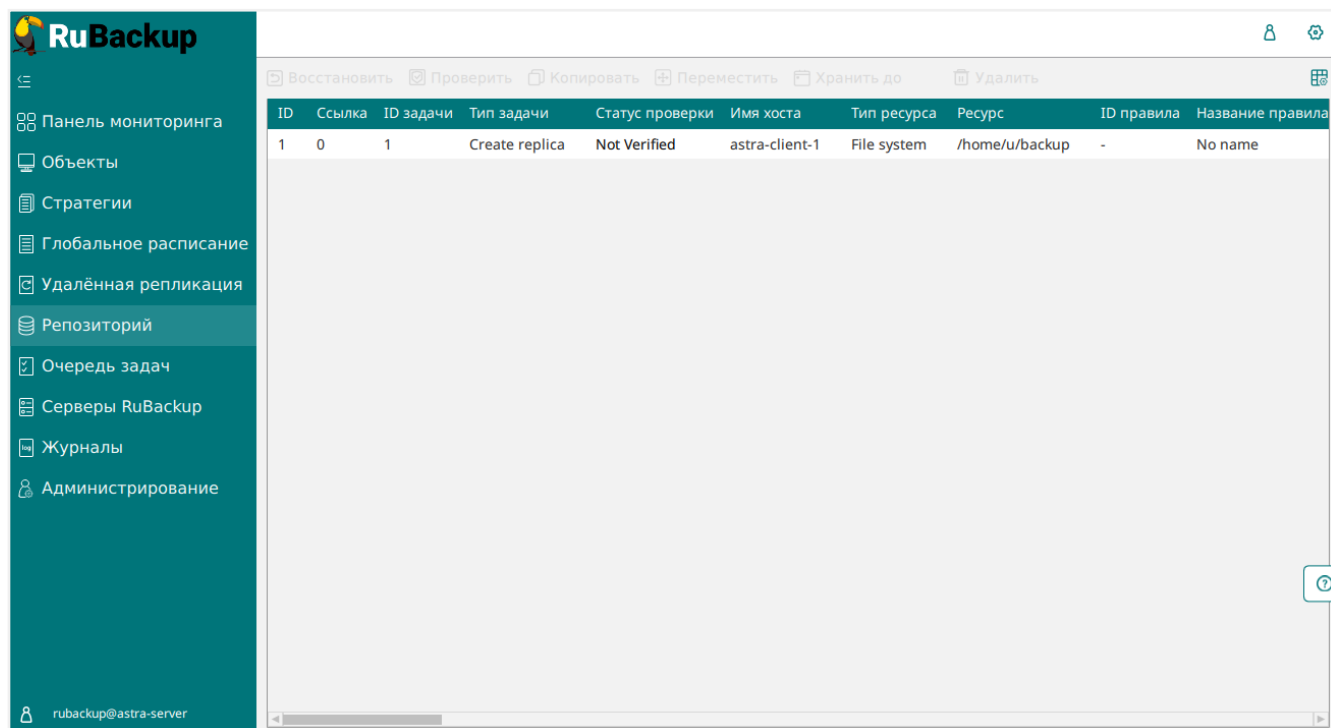 RuBackup
Восстановить Проверить Копировать Переместить Хранить до Удалить
Панель мониторинга
Объекты
Стратегии
Глобальное расписание
Удалённая репликация
Репозиторий
Очередь задач
Серверы RuBackup
Журналы
Администрирование
rubackup@astra-server
ID Ссылка ID задачи Тип задачи Статус проверки Имя хоста Тип ресурса Ресурс ID правила Название правила
1 0 1 Create replica Not Verified astra-client-1 File system /home/u/backup - No name